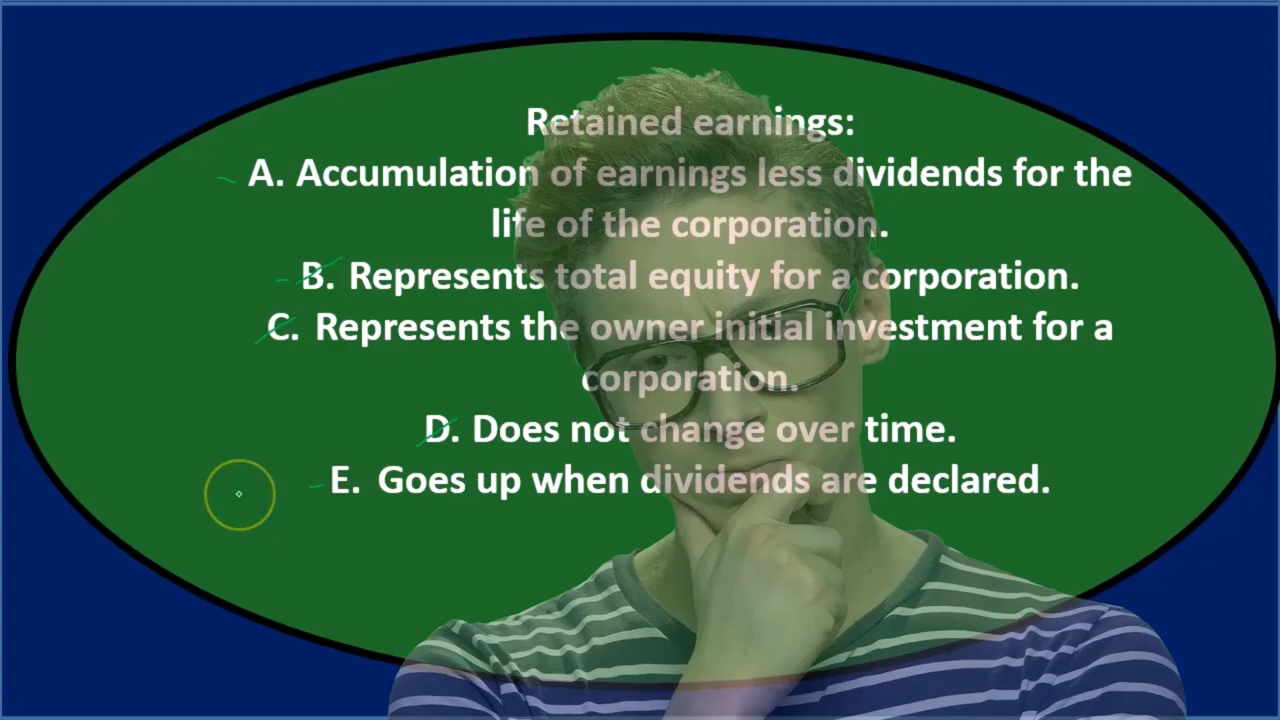 Retained earnings:
A. Accumulation of earnings less dividends for the
life of the corporation.
B. Represents total equity for a corporation.
C. Represents the owner initial investment for a
corporation.
D. Does not change over time.
E. Goes up when dividends are declared.